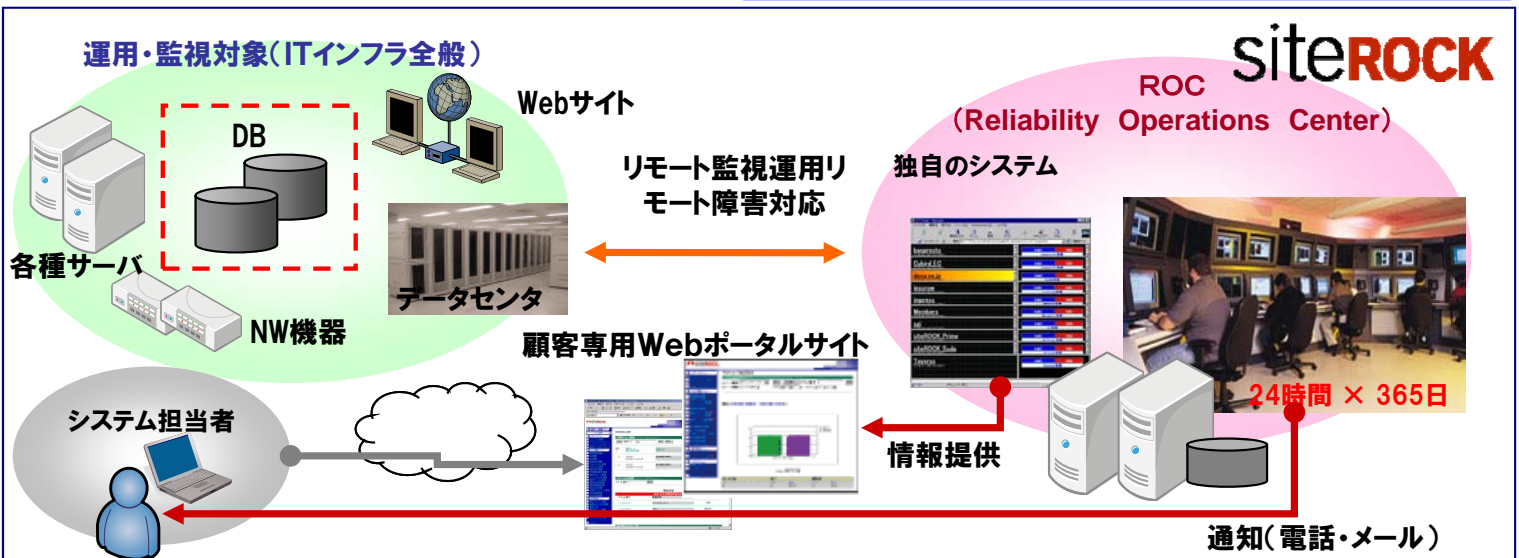 運用・監視対象(ITインフラ全般)
siteROCK
ROC
(Reliability Operations Center)
Webサイト
DB
リモート監視運用リ
モート障害対応
独自のシステム
各種サーバ
データセンタ
NW機器
顧客専用Webポータルサイト
Members
siteROCK_Prime
24時間 × 365日
システム担当者
情報提供
通知(電話・メール)